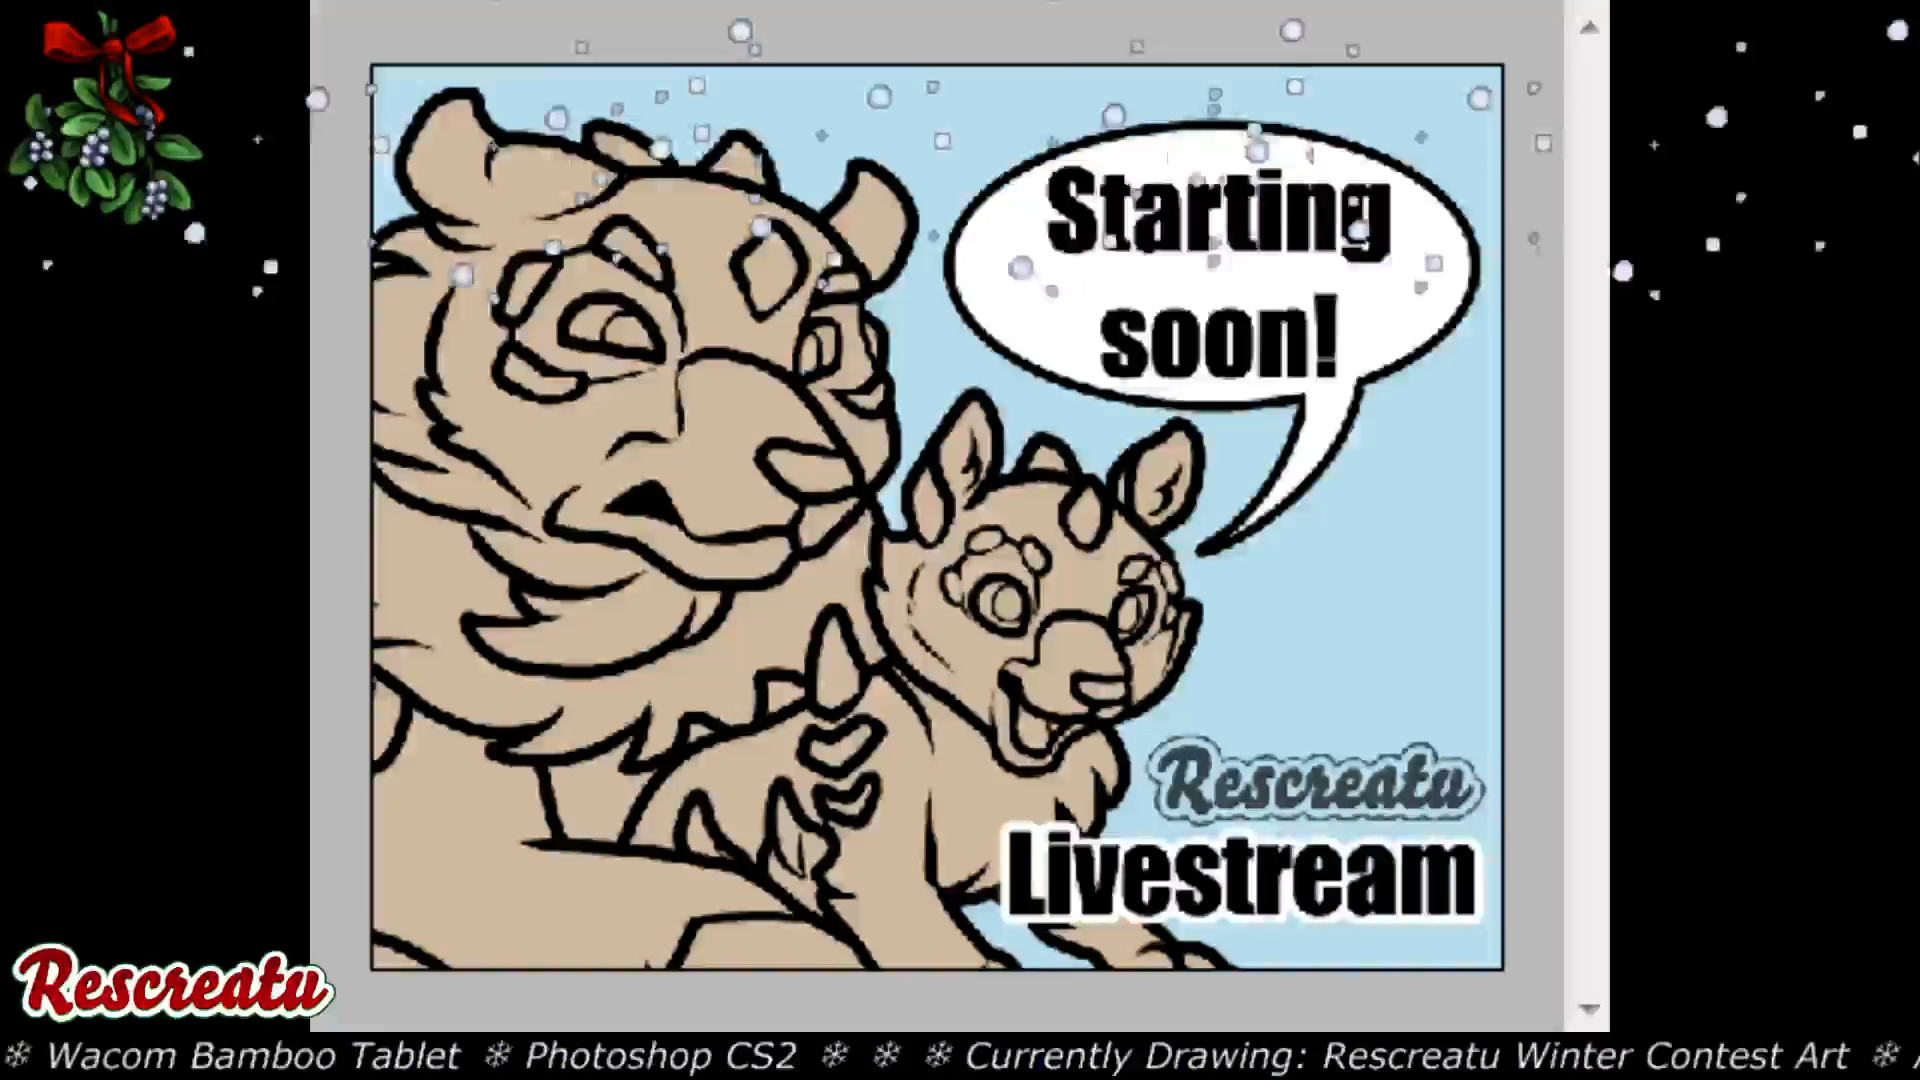 Starting
soon!
Rescreatu
Livestream
Rescreatu
❄ Wacom Bamboo Tablet ❄ Photoshop CS2 ❄ ❄ ❄ Currently Drawing: Rescreatu Winter Contest Art ❄